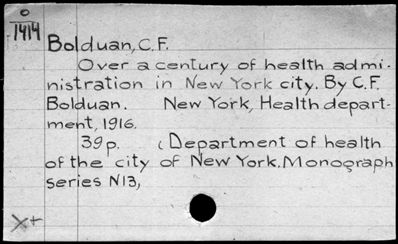 0
1414
Bolduan, C.F.
Over a century of health admi-
nistration in New York city. By C.F.
Bolduan. New York, Health depart-
ment, 1916.
39p. (Department of health
of the city of New York. Monograph
series N13,
X+